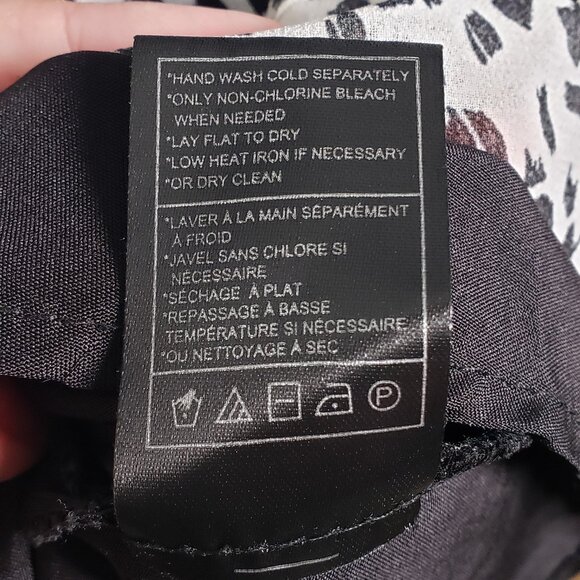 *HAND WASH COLD SEPARATELY
*ONLY NON-CHLORINE BLEACH
WHEN NEEDED
*LAY FLAT TO DRY
*LOW HEAT IRON IF NECESSARY
*OR DRY CLEAN
*LAVER À LA MAIN SÉPARÉMENT
À FROID
*JAVEL SANS CHLORE SI
NÉCESSAIRE
*SÉCHAGE À PLAT
*REPASSAGE À BASSE
TEMPÉRATURE SI NÉCESSAIRE
*OU NETTOYAGE À SEC
P